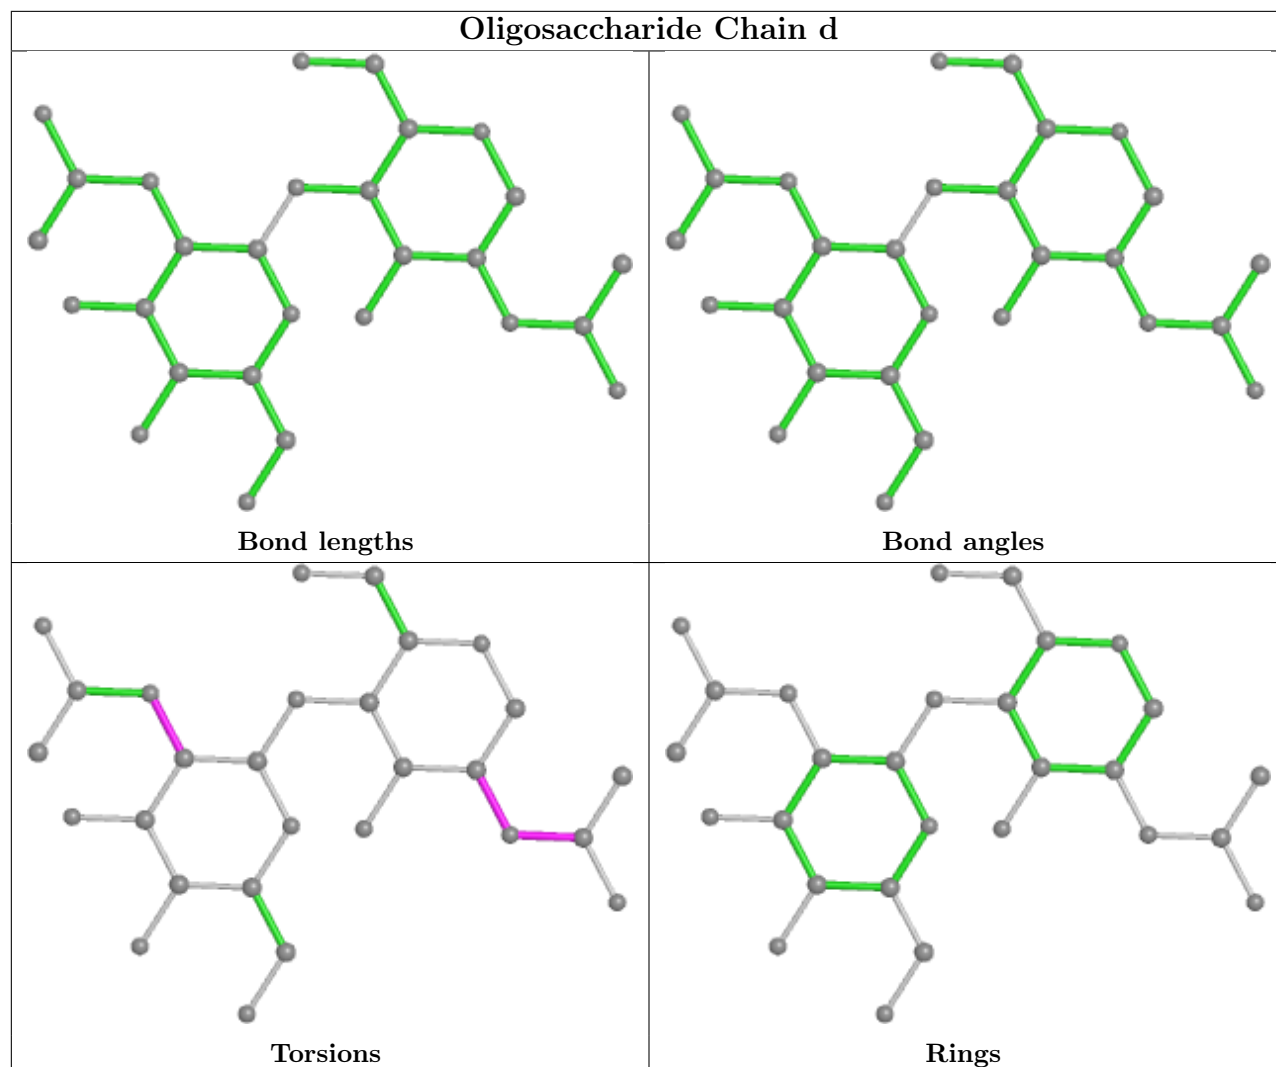 Oligosaccharide Chain d
Bond lengths
Bond angles
Torsions
Rings